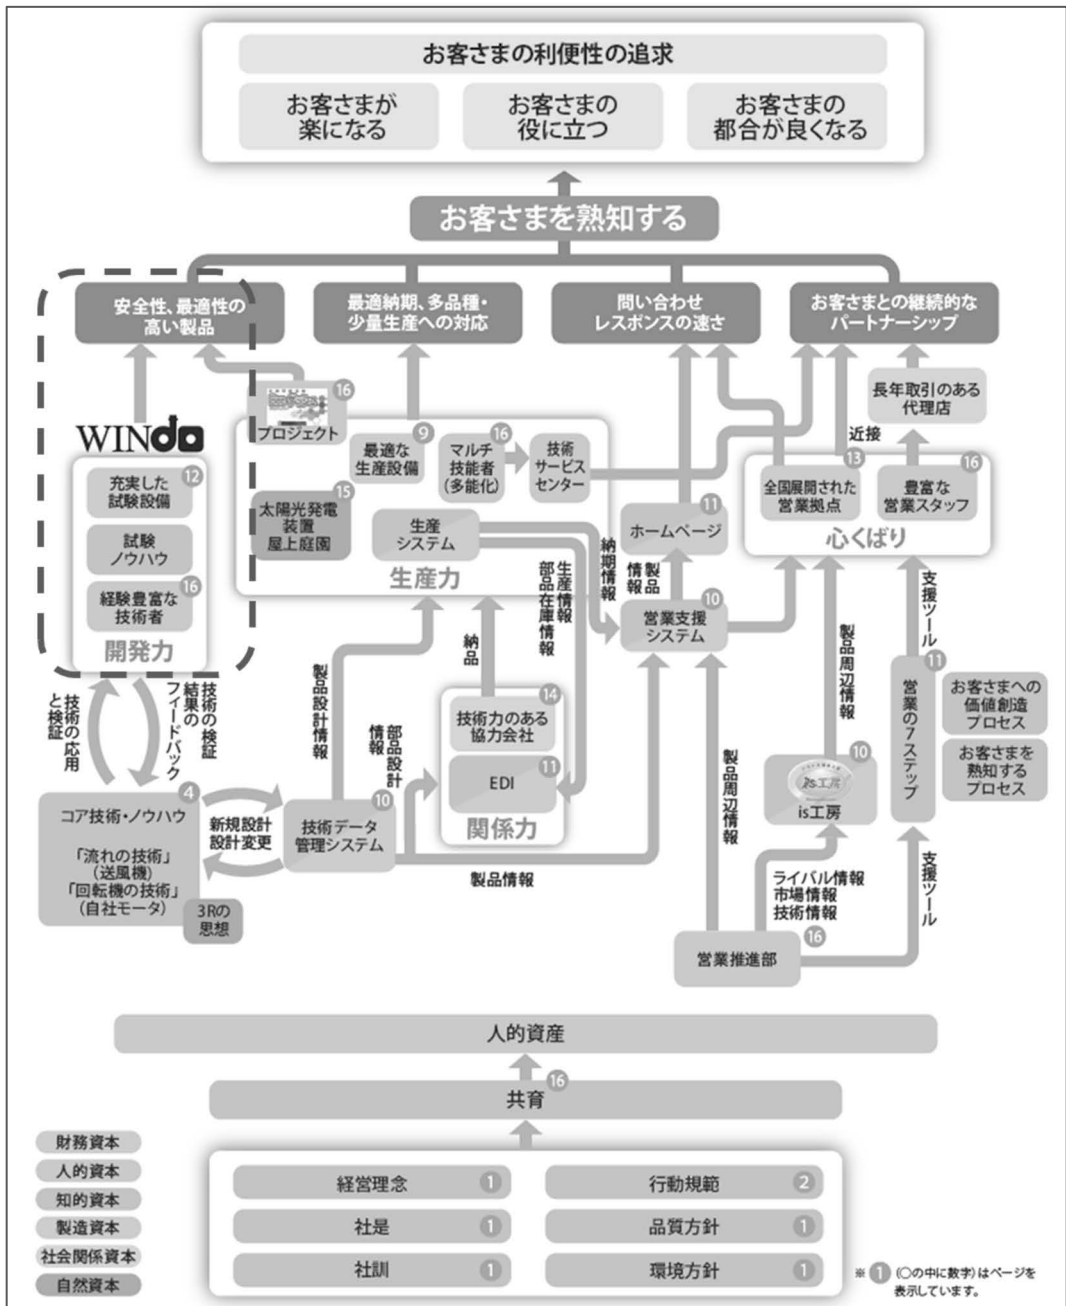 お客さまの利便性の追求
お客さまが
楽になる
お客さまの
役に立つ
お客さまの
都合が良くなる
お客さまを熟知する
安全性、最適性の
高い製品
最適納期、多品種・
少量生産への対応
問い合わせ
レスポンスの速さ
お客さまとの継続的な
パートナーシップ
16
プロジェクト
長年取引のある
代理店
近接
WINdo
充実した
試験設備
12
試験
ノウハウ
経験豊富な
技術者
16
開発力
最適な
生産設備
9
マルチ
技能者
(多能化)
16
技術
サービス
センター
太陽光発電
装置
屋上庭園
15
生産
システム
生産力
全国展開された
営業拠点
13
豊富な
営業スタッフ
16
心くばり
ホームページ
11
製品
情報
納期情報
生産情報
部品在庫情報
営業支援
システム
10
支援ツール
製品周辺情報
営業の7ステップ
11
お客さまへの
価値創造
プロセス
お客さまを
熟知する
プロセス
技術の応用
と検証
技術の検証
結果の
フィードバック
製品設計情報
納品
部品設計
情報
技術力のある
協力会社
14
EDI
11
関係力
製品周辺情報
is工房
is工房
10
コア技術・ノウハウ
4
「流れの技術」
(送風機)
「回転機の技術」
(自社モータ)
3Rの
思想
新規設計
設計変更
技術データ
管理システム
10
製品情報
ライバル情報
市場情報
技術情報
支援ツール
営業推進部
16
人的資産
共育
16
経営理念 1
行動規範 2
社是 1
品質方針 1
社訓 1
環境方針 1
財務資本
人的資本
知的資本
製造資本
社会関係資本
自然資本
※ 1 (○の中に数字)はページを
表示しています。